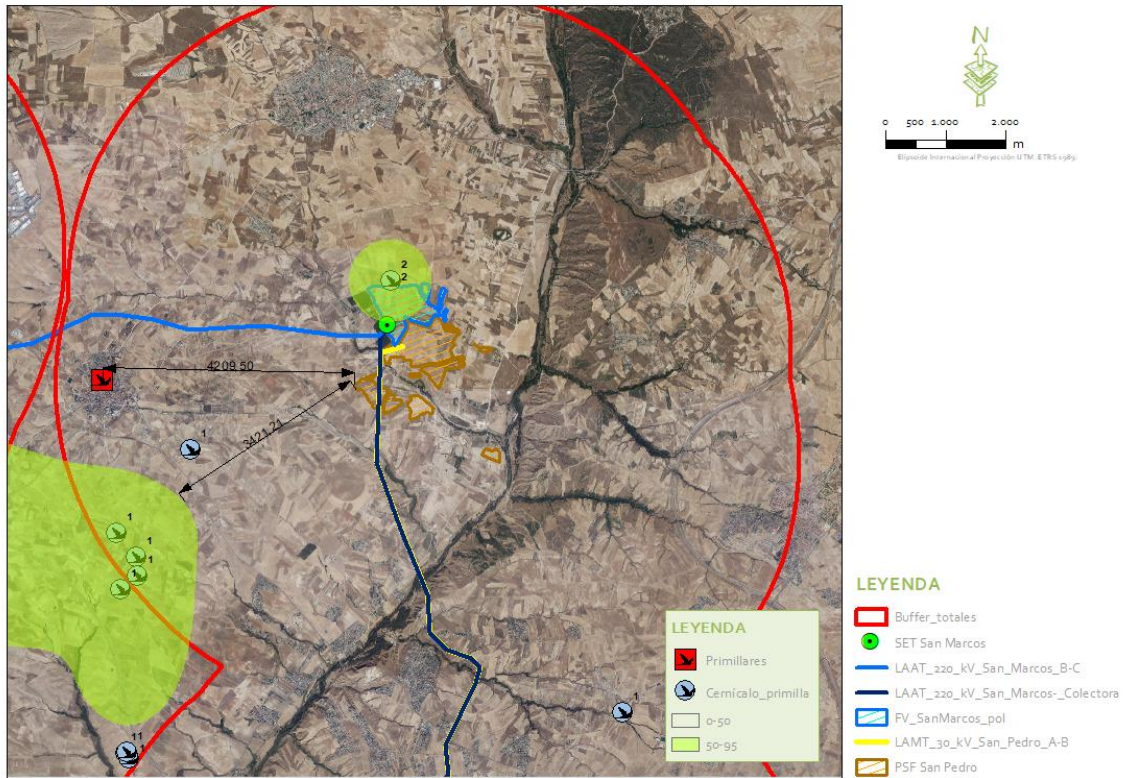 N
0 500 1.000 2.000
m
Elipsoide Internacional Proyección UTM. ETRS 1989.
2
2
4209.50
3421.21
1
1
1
1
1
11
1
1
LEYENDA
Primillares
Cernícalo_primilla
0-50
50-95
LEYENDA
Buffer_totales
SET San Marcos
LAAT_220_kV_San_Marcos_B-C
LAAT_220_kV_San_Marcos-_Colectora
FV_SanMarcos_pol
LAMT_30_kV_San_Pedro_A-B
PSF San Pedro